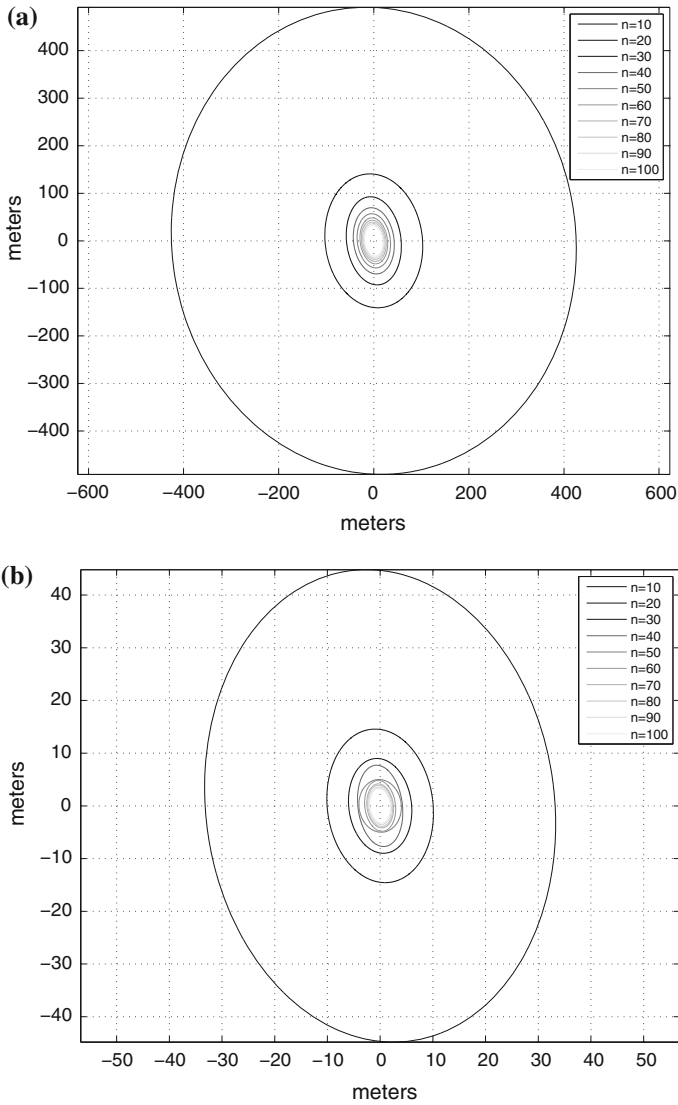 (a)
n=10
n=20
n=30
n=40
n=50
n=60
n=70
n=80
n=90
n=100
400
300
200
100
0
−100
−200
−300
−400
meters
−600 −400 −200 0 200 400 600
meters
(b)
n=10
n=20
n=30
n=40
n=50
n=60
n=70
n=80
n=90
n=100
40
30
20
10
0
−10
−20
−30
−40
meters
−50 −40 −30 −20 −10 0 10 20 30 40 50
meters